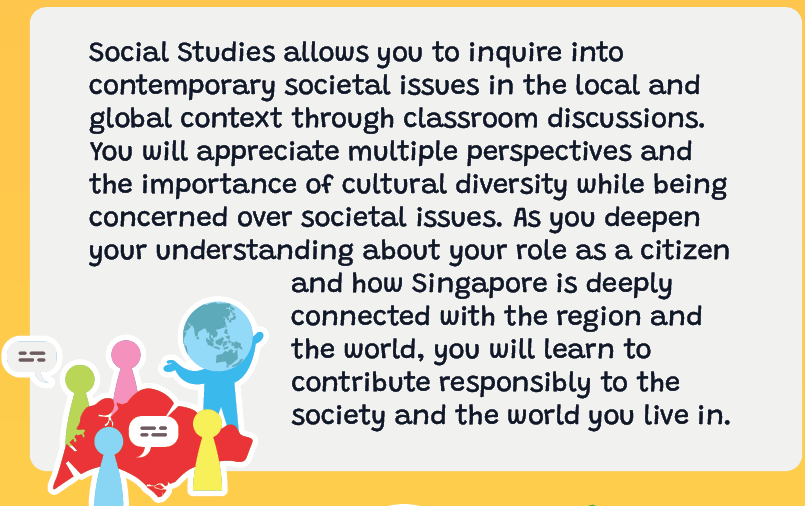 Social Studies allows you to inquire into
contemporary societal issues in the local and
global context through classroom discussions.
You will appreciate multiple perspectives and
the importance of cultural diversity while being
concerned over societal issues. As you deepen
your understanding about your role as a citizen
and how Singapore is deeply
connected with the region and
the world, you will learn to
contribute responsibly to the
society and the world you live in.